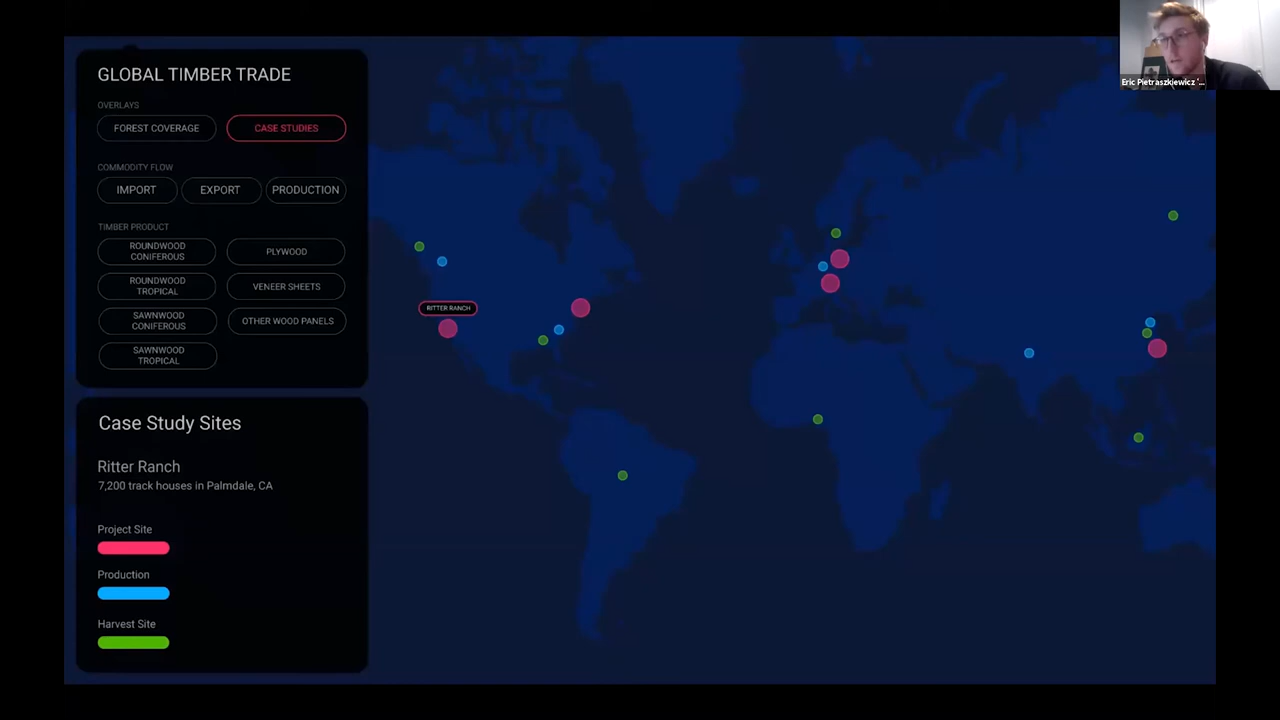 GLOBAL TIMBER TRADE
OVERLAYS
FOREST COVERAGE
CASE STUDIES
COMMODITY FLOW
IMPORT
EXPORT
PRODUCTION
TIMBER PRODUCT
ROUNDWOOD
CONIFEROUS
PLYWOOD
ROUNDWOOD
TROPICAL
VENEER SHEETS
SAWNWOOD
CONIFEROUS
OTHER WOOD PANELS
SAWNWOOD
TROPICAL
Case Study Sites
Ritter Ranch
7,200 track houses in Palmdale, CA
Project Site
Production
Harvest Site
RITTER RANCH
Eric Pietraszkiewicz '...